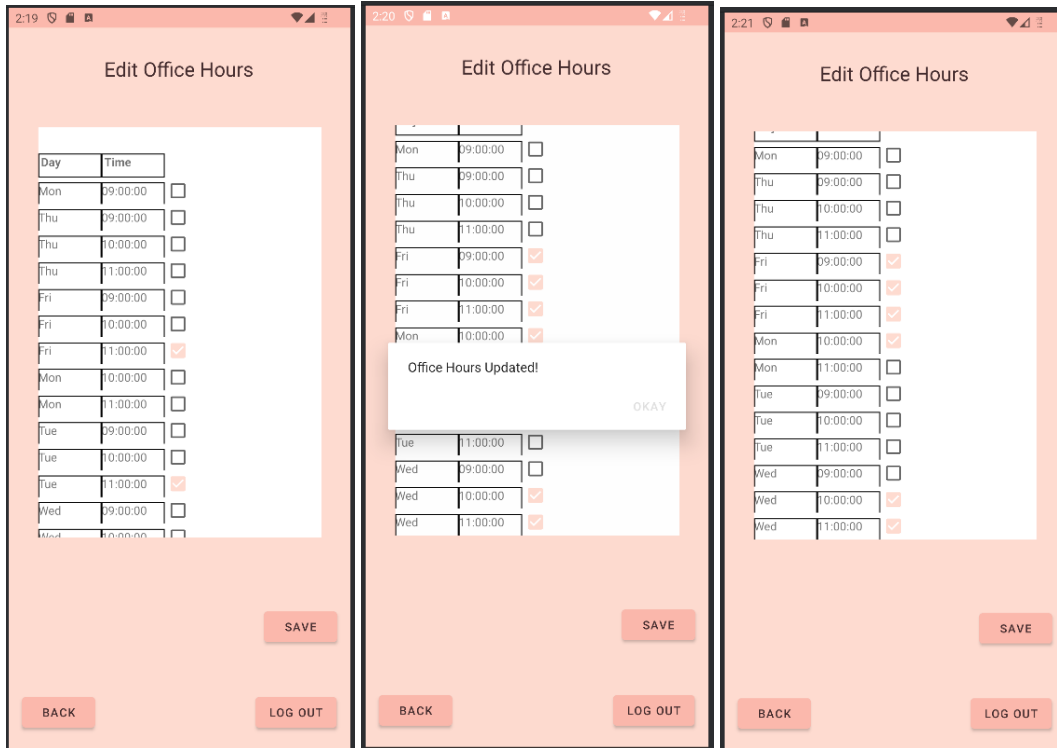 2:19
Edit Office Hours
Day Time
Mon 09:00:00
Thu 09:00:00
Thu 10:00:00
Thu 11:00:00
Fri 09:00:00
Fri 10:00:00
Fri 11:00:00
Mon 10:00:00
Mon 11:00:00
Tue 09:00:00
Tue 10:00:00
Tue 11:00:00
Wed 09:00:00
Wed 10:00:00
SAVE
BACK LOG OUT
2:20
Edit Office Hours
Mon 09:00:00
Thu 09:00:00
Thu 10:00:00
Thu 11:00:00
Fri 09:00:00
Fri 10:00:00
Fri 11:00:00
Mon 10:00:00
Office Hours Updated!
OKAY
Tue 11:00:00
Wed 09:00:00
Wed 10:00:00
Wed 11:00:00
SAVE
BACK LOG OUT
2:21
Edit Office Hours
Mon 09:00:00
Thu 09:00:00
Thu 10:00:00
Thu 11:00:00
Fri 09:00:00
Fri 10:00:00
Fri 11:00:00
Mon 10:00:00
Mon 11:00:00
Tue 09:00:00
Tue 10:00:00
Tue 11:00:00
Wed 09:00:00
Wed 10:00:00
Wed 11:00:00
SAVE
BACK LOG OUT